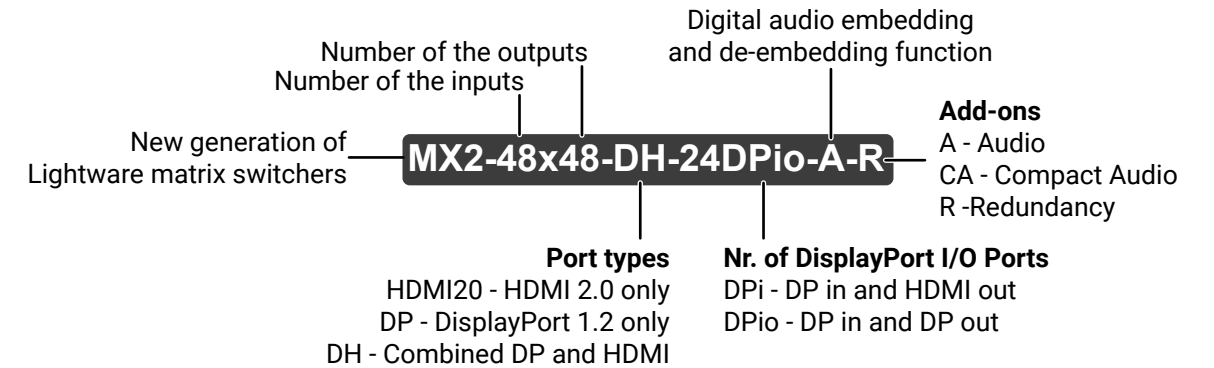 Digital audio embedding
and de-embedding function
Number of the outputs
Number of the inputs
New generation of
Lightware matrix switchers
MX2-48x48-DH-24DPio-A-R
Add-ons
A - Audio
CA - Compact Audio
R -Redundancy
Port types
HDMI20 - HDMI 2.0 only
DP - DisplayPort 1.2 only
DH - Combined DP and HDMI
Nr. of DisplayPort I/O Ports
DPi - DP in and HDMI out
DPio - DP in and DP out